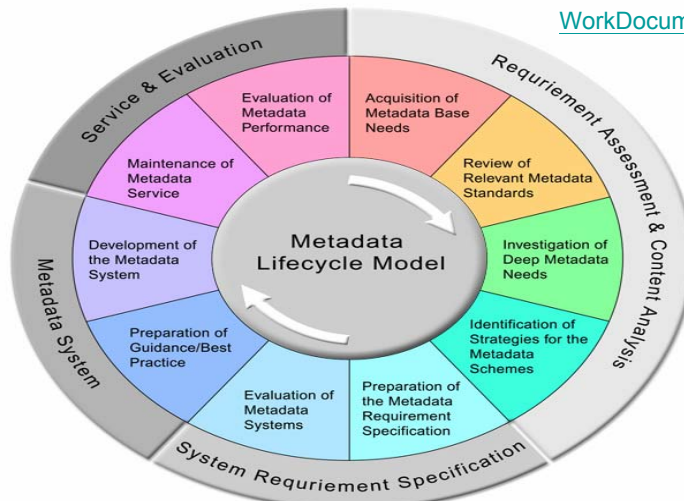 WorkDocum
Metadata
Lifecycle Model
Requriement Assessment & Content Analysis
Acquisition of
Metadata Base
Needs
Review of
Relevant Metadata
Standards
Investigation of
Deep Metadata
Needs
Identification of
Strategies for the
Metadata
Schemes
System Requriement Specification
Preparation of
the Metadata
Requirement
Specification
Evaluation of
Metadata
Systems
Metadata System
Preparation of
Guidance/Best
Practice
Development of
the Metadata
System
Service & Evaluation
Maintenance of
Metadata
Service
Evaluation of
Metadata
Performance